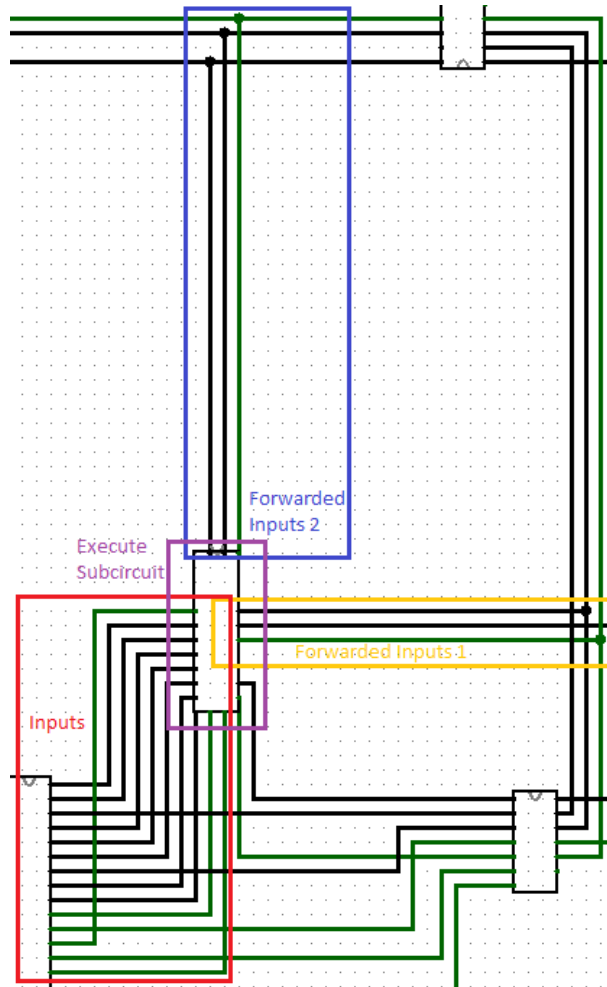 Forwarded
Inputs 2
Execute
Subcircuit
Forwarded Inputs 1
Inputs